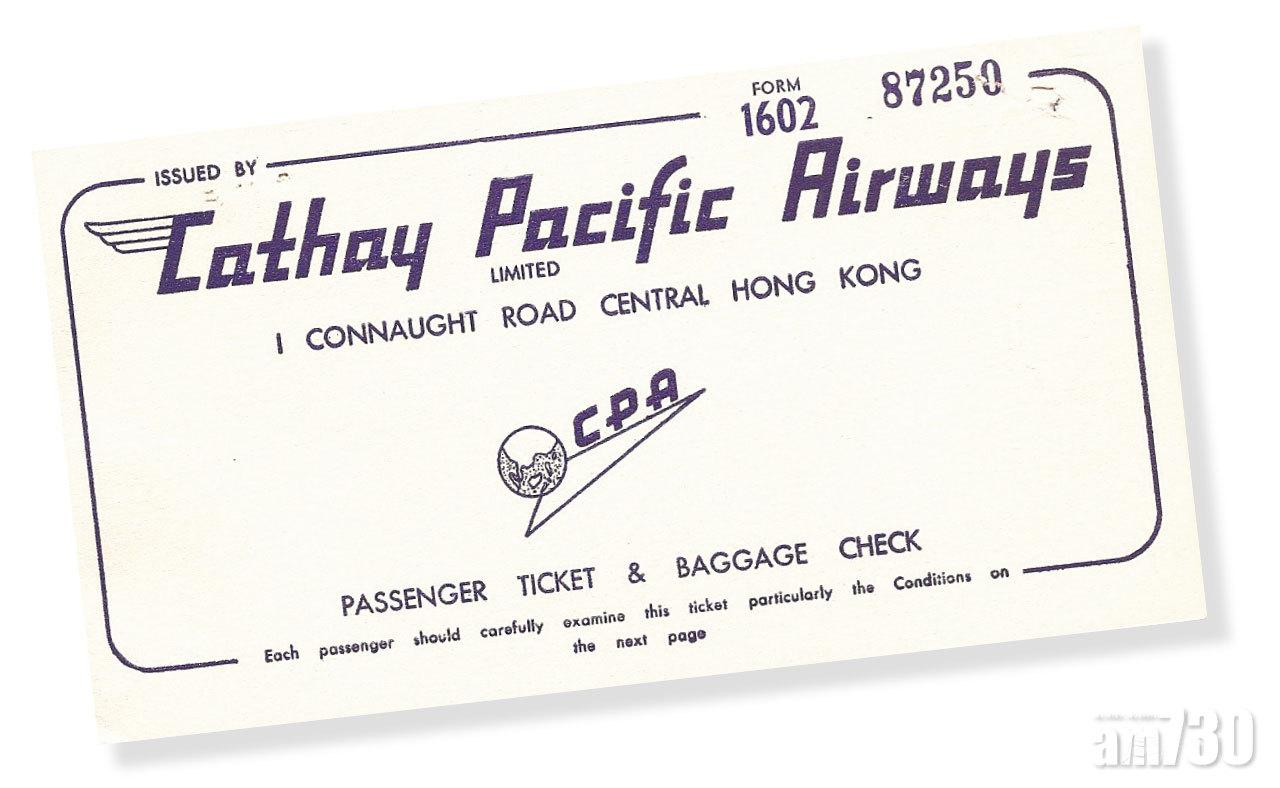 FORM
1602 87250
ISSUED BY
Cathay Pacific Airways
LIMITED
1 CONNAUGHT ROAD CENTRAL HONG KONG
CPA
PASSENGER TICKET & BAGGAGE CHECK
Each passenger should carefully examine this ticket particularly the Conditions on
the next page
am730